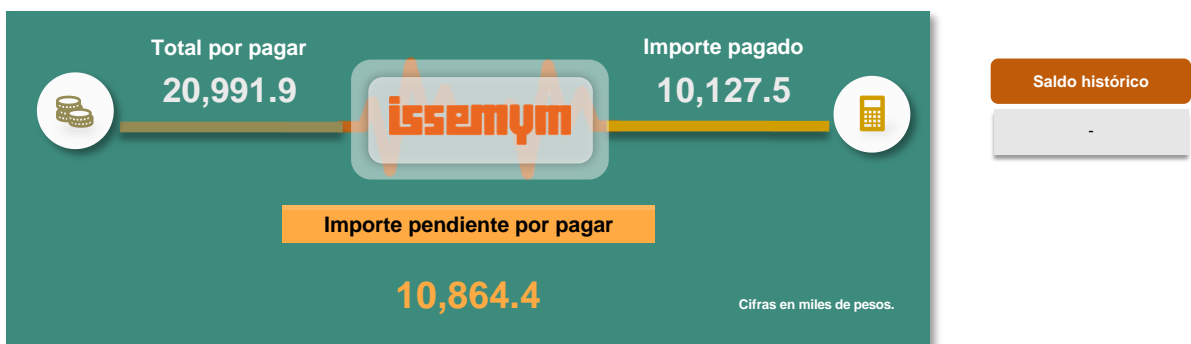 Total por pagar
20,991.9
issemym
Importe pagado
10,127.5
Saldo histórico
-
Importe pendiente por pagar
10,864.4
Cifras en miles de pesos.